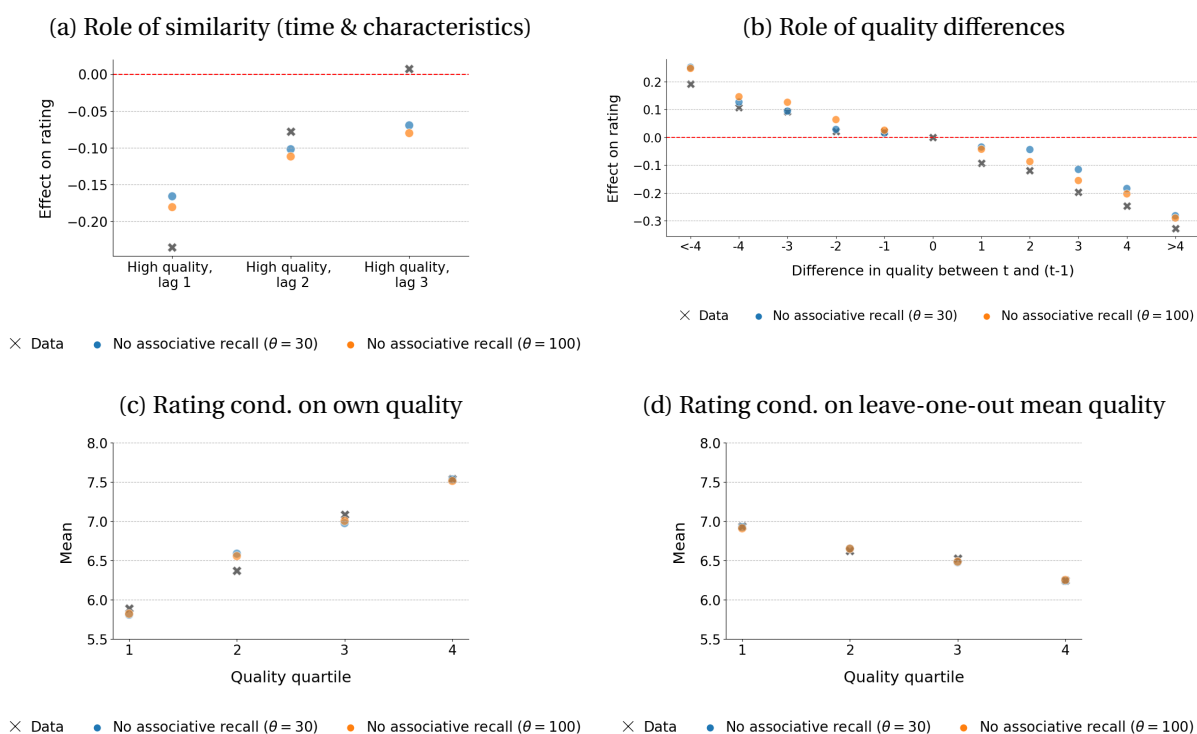 (a) Role of similarity (time & characteristics)
0.00
−0.05
−0.10
−0.15
−0.20
Effect on rating
High quality, lag 1
High quality, lag 2
High quality, lag 3
× Data No associative recall (θ = 30) No associative recall (θ = 100)
(b) Role of quality differences
0.2
0.1
0.0
−0.1
−0.2
−0.3
Effect on rating
<-4 -4 -3 -2 -1 0 1 2 3 4 >4
Difference in quality between t and (t-1)
× Data No associative recall (θ = 30) No associative recall (θ = 100)
(c) Rating cond. on own quality
8.0
7.5
7.0
6.5
6.0
5.5
Mean
1 2 3 4
Quality quartile
× Data No associative recall (θ = 30) No associative recall (θ = 100)
(d) Rating cond. on leave-one-out mean quality
8.0
7.5
7.0
6.5
6.0
5.5
Mean
1 2 3 4
Quality quartile
× Data No associative recall (θ = 30) No associative recall (θ = 100)